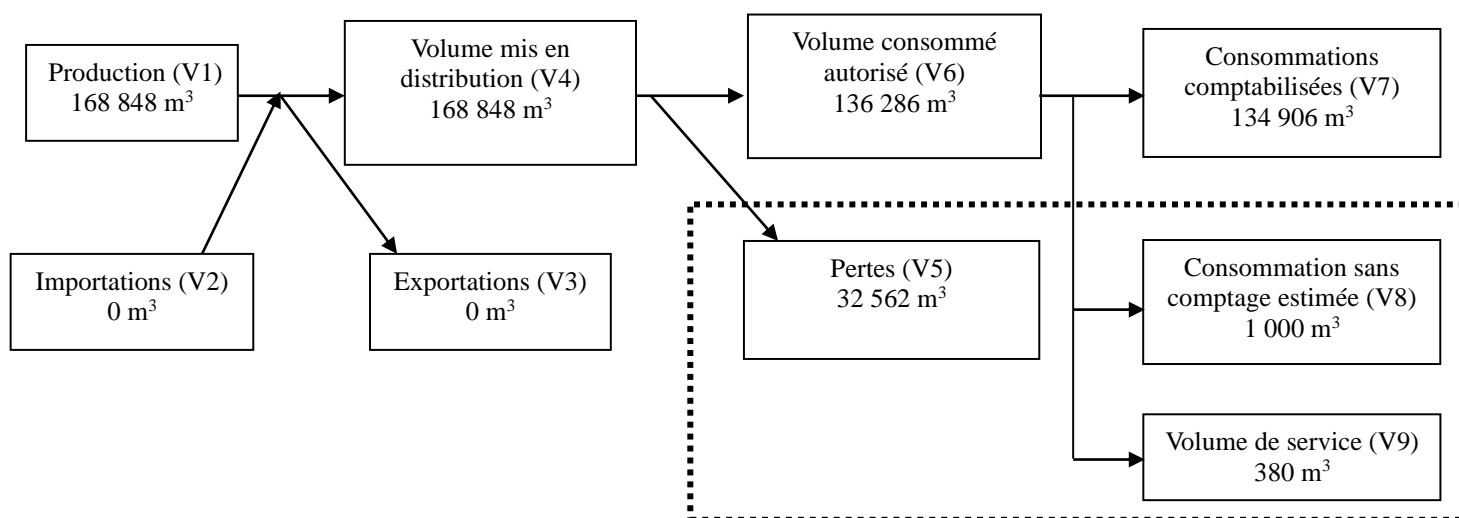 Production (V1)
168 848 m³
Volume mis en
distribution (V4)
168 848 m³
Volume consommé
autorisé (V6)
136 286 m³
Consommations
comptabilisées (V7)
134 906 m³
Importations (V2)
0 m³
Exportations (V3)
0 m³
Pertes (V5)
32 562 m³
Consommation sans
comptage estimée (V8)
1 000 m³
Volume de service (V9)
380 m³